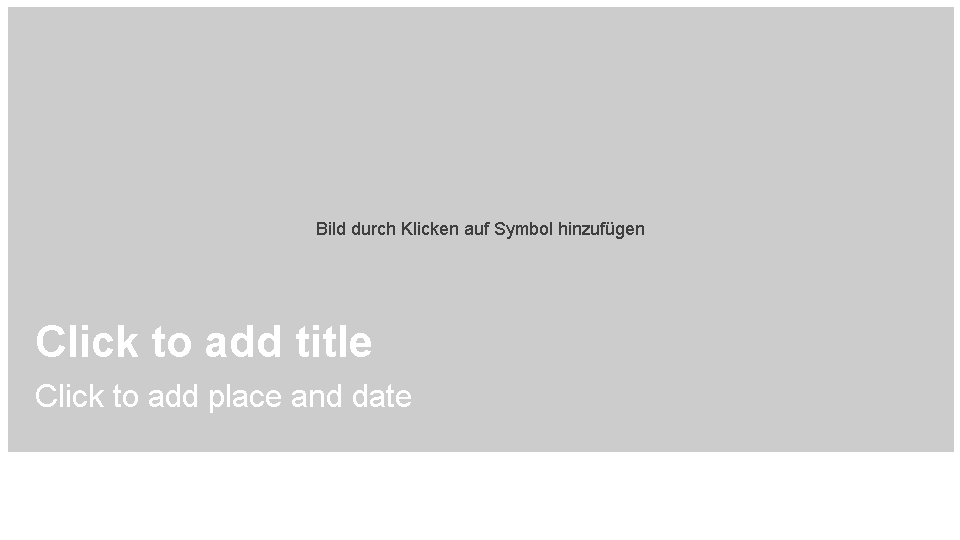 Bild durch Klicken auf Symbol hinzufügen
Click to add title
Click to add place and date